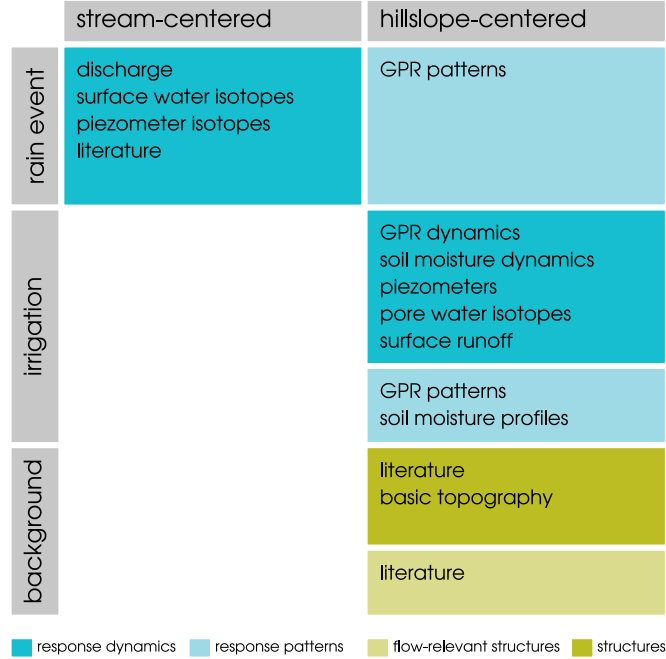 stream-centered
hillslope-centered
rain event
discharge
surface water isotopes
piezometer isotopes
literature
GPR patterns
irrigation
GPR dynamics
soil moisture dynamics
piezometers
pore water isotopes
surface runoff
GPR patterns
soil moisture profiles
background
literature
basic topography
literature
response dynamics
response patterns
flow-relevant structures
structures